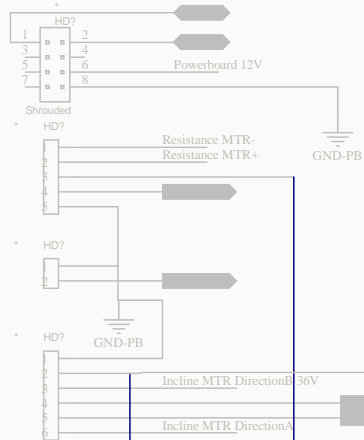 HD?
1 2
3 4
5 6
Powerboard 12V
7 8
Shrouded
GND-PB
HD?
1
Resistance MTR-
2
Resistance MTR+
3
4
5
HD?
1
2
GND-PB
HD?
1
2
3
Incline MTR DirectionB 36V
4
5
6
Incline MTR DirectionA